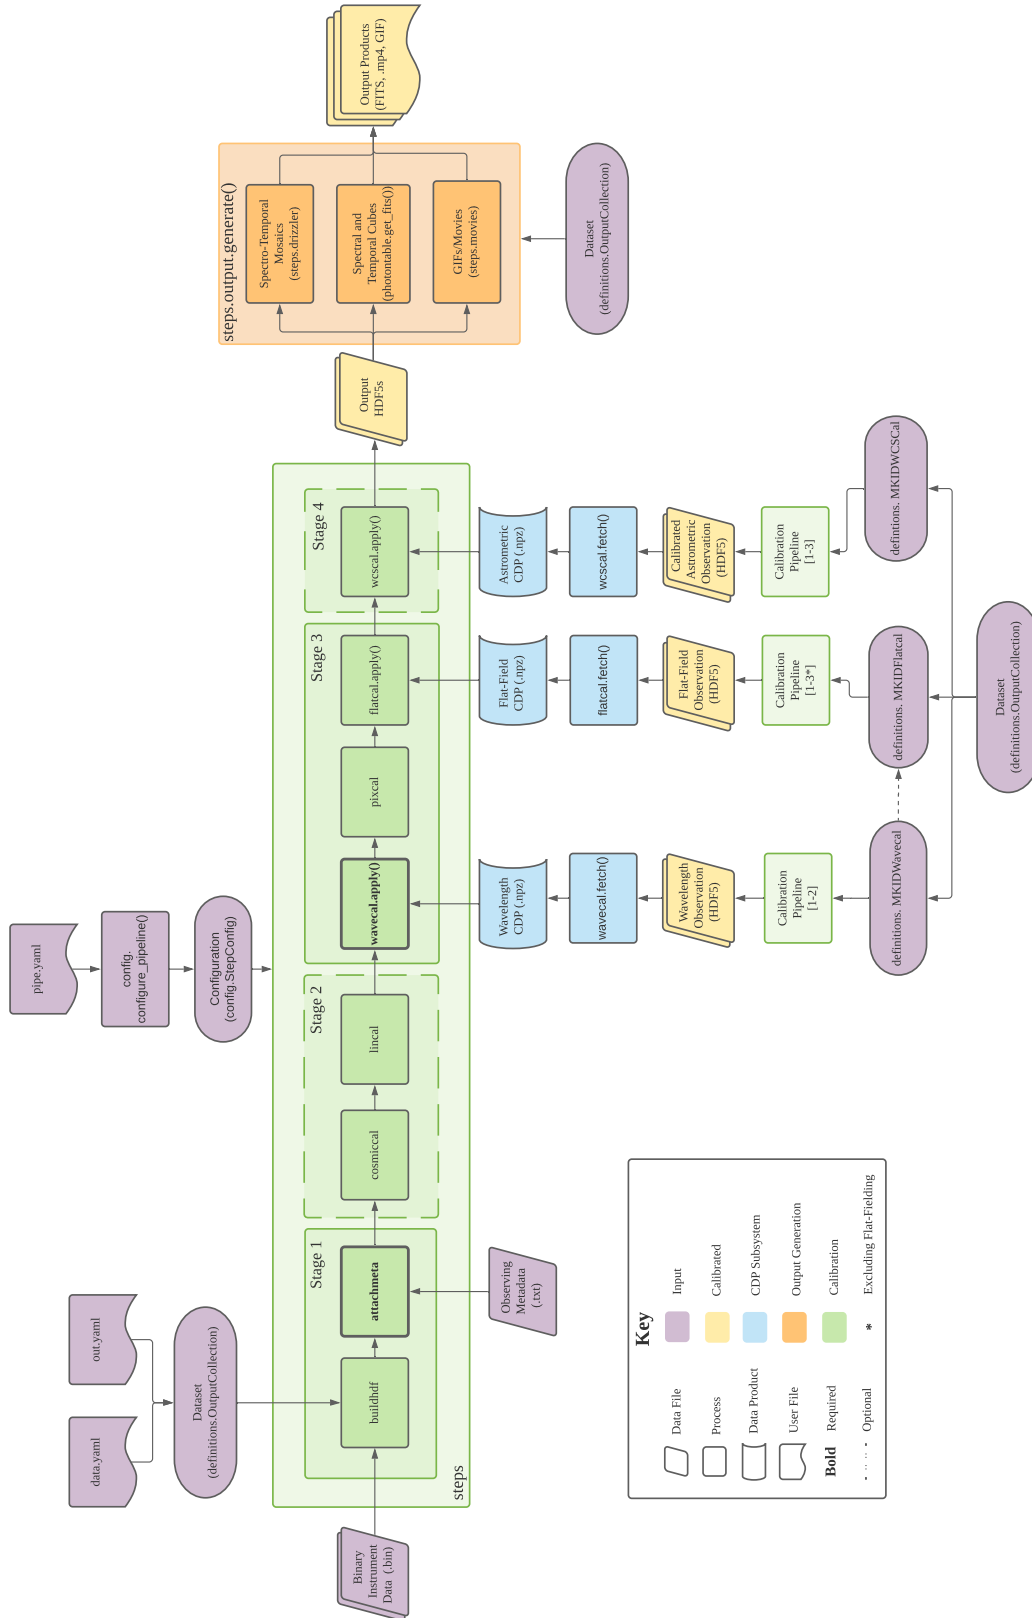 data.yaml
out.yaml
Dataset
(definitions.OutputCollection)
pipe.yaml
config.
configure_pipeline()
Configuration
(config.StepConfig)
Binary
Instrument
Data (.bin)
steps
Stage 1
buildhdf
attachmeta
Observing
Metadata
(.txt)
Stage 2
cosmiccal
lincal
Stage 3
wavecal.apply()
pixcal
flatcal.apply()
Stage 4
wcscal.apply()
Output
HDF5s
steps.output.generate()
Spectro-Temporal
Mosaics
(steps.drizzler)
Spectral and
Temporal Cubes
(photontable.get_fits())
GIFs/Movies
(steps.movies)
Output Products
(FITS, .mp4, GIF)
Dataset
(definitions.OutputCollection)
Wavelength
CDP (.npz)
wavecal.fetch()
Wavelength
Observation
(HDF5)
Calibration
Pipeline
[1-2]
definitions. MKIDWavecal
Flat-Field
CDP (.npz)
flatcal.fetch()
Flat-Field
Observation
(HDF5)
Calibration
Pipeline
[1-3*]
definitions. MKIDFlatcal
Astrometric
CDP (.npz)
wcscal.fetch()
Calibrated
Astrometric
Observation
(HDF5)
Calibration
Pipeline
[1-3]
defintions. MKIDWCSCal
Dataset
(definitions.OutputCollection)
Key
Data File
Input
Process
Calibrated
Data Product
CDP Subsystem
User File
Output Generation
Bold
Required
Calibration
Optional
*
Excluding Flat-Fielding